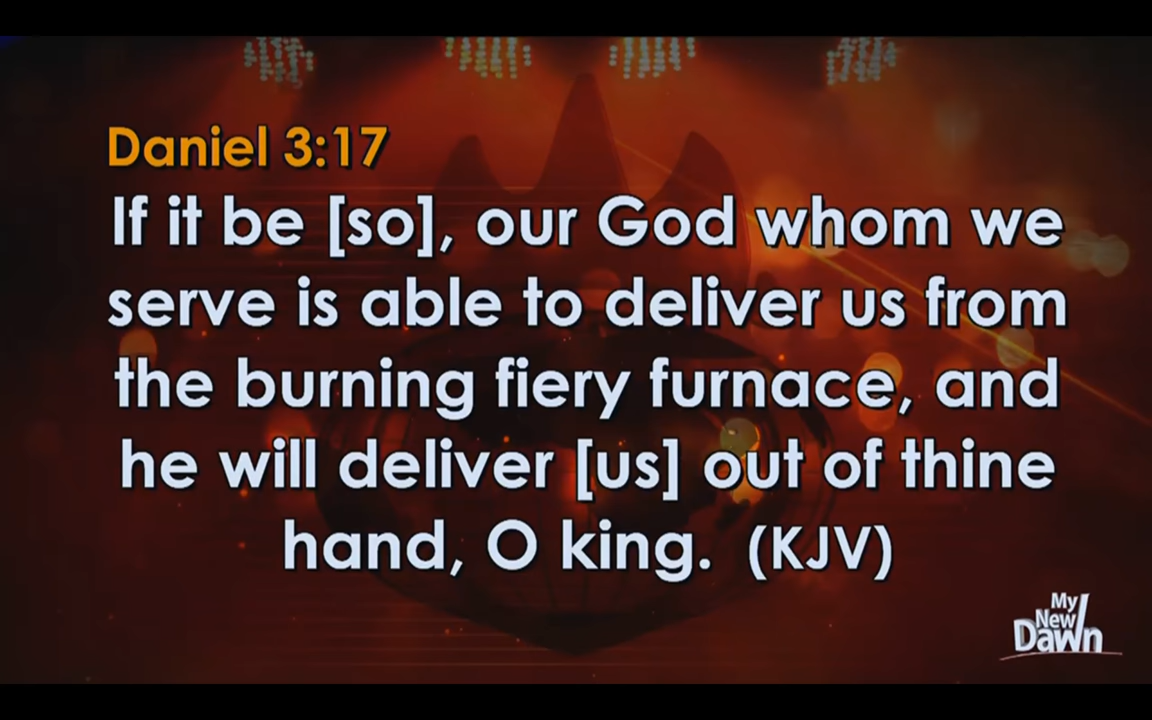 Daniel 3:17
If it be [so], our God whom we
serve is able to deliver us from
the burning fiery furnace, and
he will deliver [us] out of thine
hand, O king. (KJV)
My
New
Dawn